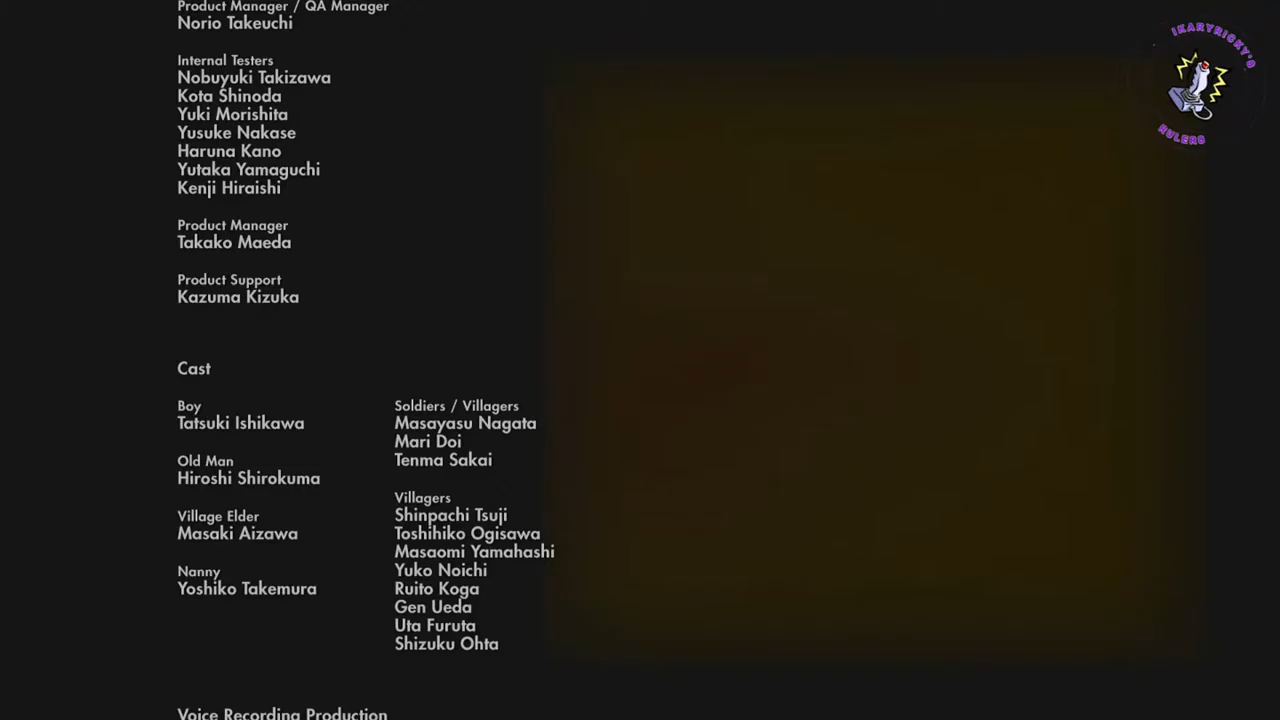 Product Manager / QA Manager
Norio Takeuchi
Internal Testers
Nobuyuki Takizawa
Kota Shinoda
Yuki Morishita
Yusuke Nakase
Haruna Kano
Yutaka Yamaguchi
Kenji Hiraishi
Product Manager
Takako Maeda
Product Support
Kazuma Kizuka
Cast
Boy
Tatsuki Ishikawa
Old Man
Hiroshi Shirokuma
Village Elder
Masaki Aizawa
Nanny
Yoshiko Takemura
Soldiers / Villagers
Masayasu Nagata
Mari Doi
Tenma Sakai
Villagers
Shinpachi Tsuji
Toshihiko Ogisawa
Masaomi Yamahashi
Yuko Noichi
Ruito Koga
Gen Ueda
Uta Furuta
Shizuku Ohta
Voice Recording Production
IKARYRICKY'S
RULERS